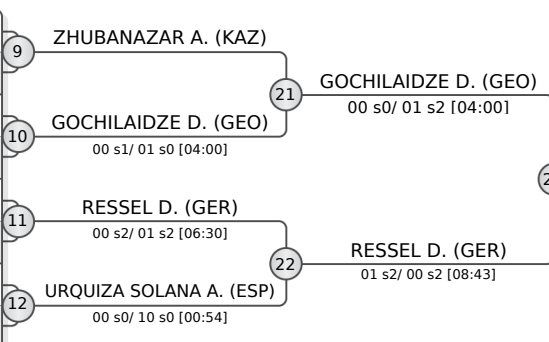 ZHUBANAZAR A. (KAZ)
9
GOCHILAIDZE D. (GEO)
21
00 s0/ 01 s2 [04:00]
GOCHILAIDZE D. (GEO)
10
00 s1/ 01 s0 [04:00]
RESSEL D. (GER)
11
00 s2/ 01 s2 [06:30]
RESSEL D. (GER)
22
01 s2/ 00 s2 [08:43]
URQUIZA SOLANA A. (ESP)
12
00 s0/ 10 s0 [00:54]